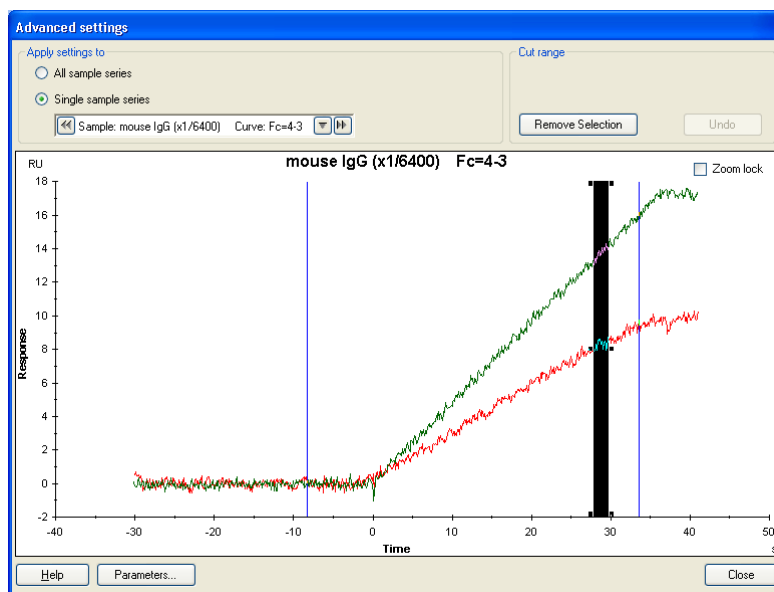 Advanced settings
Apply settings to
Cut range
All sample series
Single sample series
Sample: mouse IgG (x1/6400) Curve: Fc=4-3
Remove Selection
Undo
RU
mouse IgG (x1/6400) Fc=4-3
Zoom lock
18
16
14
12
10
8
6
4
2
0
-2
Response
-40 -30 -20 -10 0 10 20 30 40 50
Time
s
Help
Parameters...
Close